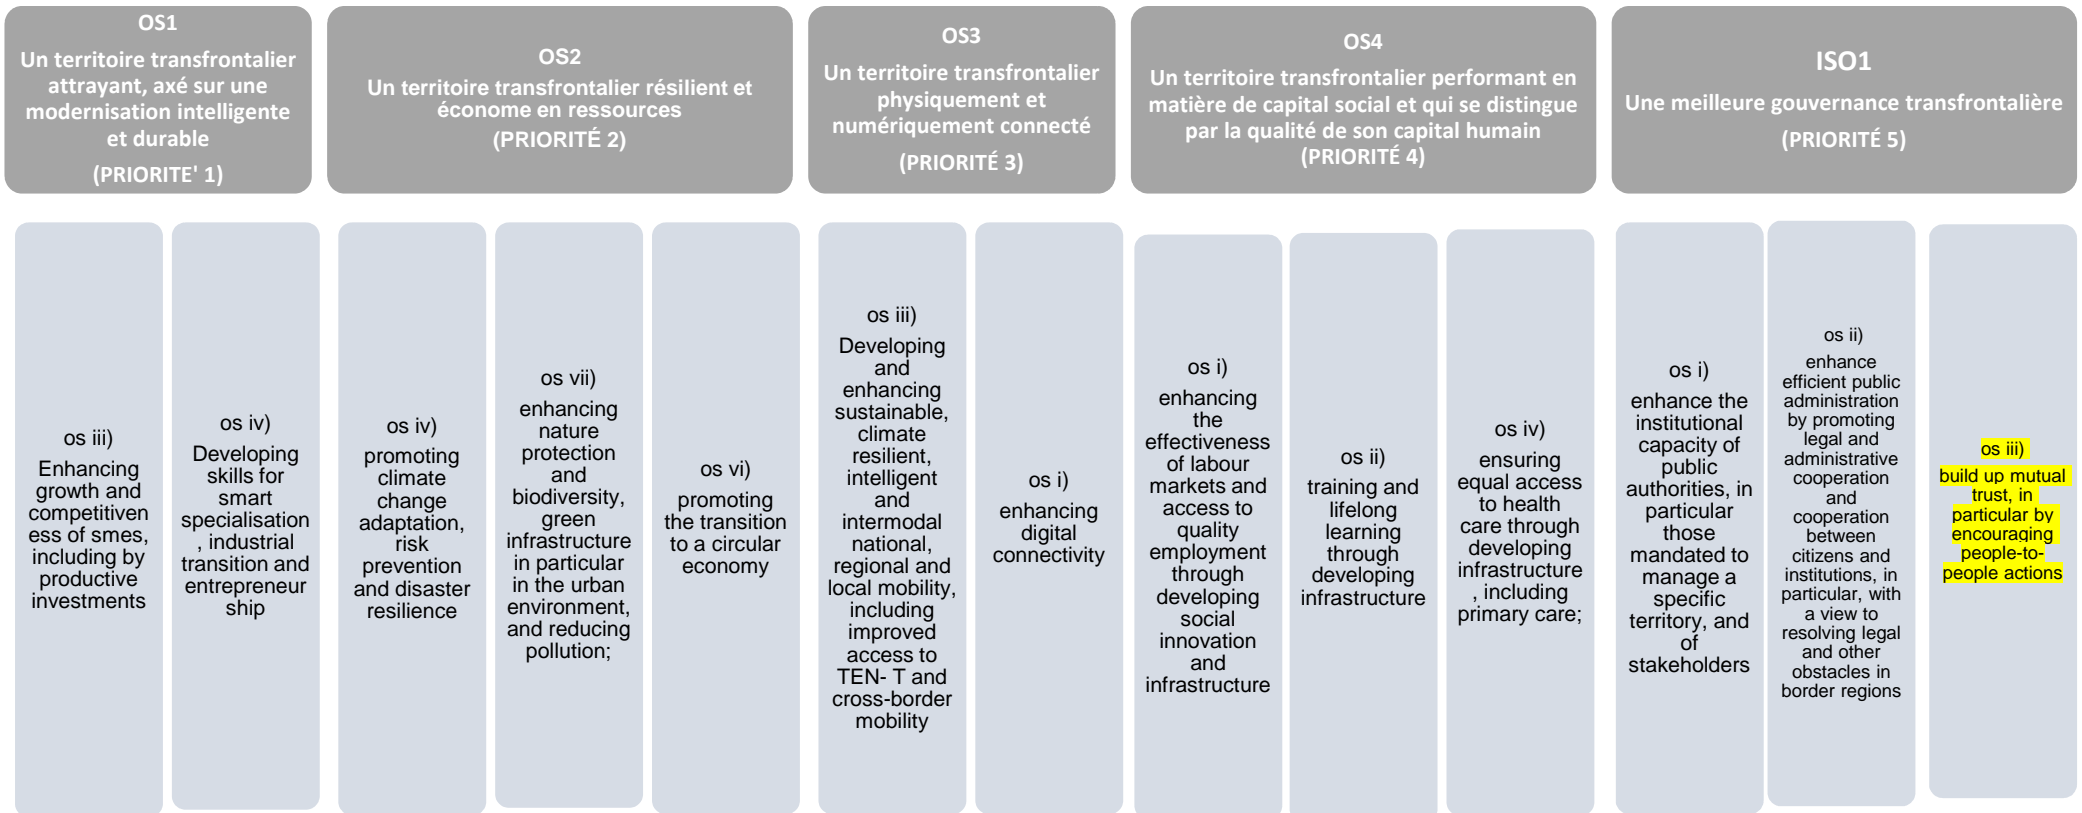 OS1
Un territoire transfrontalier
attrayant, axé sur une
modernisation intelligente
et durable
(PRIORITE' 1)
OS2
Un territoire transfrontalier résilient et
économe en ressources
(PRIORITÉ 2)
OS3
Un territoire transfrontalier
physiquement et
numériquement connecté
(PRIORITÉ 3)
OS4
Un territoire transfrontalier performant en
matière de capital social et qui se distingue
par la qualité de son capital humain
(PRIORITÉ 4)
ISO1
Une meilleure gouvernance transfrontalière
(PRIORITÉ 5)
os iii)
Enhancing
growth and
competitiven
ess of smes,
including by
productive
investments
os iv)
Developing
skills for
smart
specialisation
, industrial
transition and
entrepreneur
ship
os iv)
promoting
climate
change
adaptation,
risk
prevention
and disaster
resilience
os vii)
enhancing
nature
protection
and
biodiversity,
green
infrastructure
in particular
in the urban
environment,
and reducing
pollution;
os vi)
promoting
the transition
to a circular
economy
os iii)
Developing
and
enhancing
sustainable,
climate
resilient,
intelligent
and
intermodal
national,
regional and
local mobility,
including
improved
access to
TEN- T and
cross-border
mobility
os i)
enhancing
digital
connectivity
os i)
enhancing
the
effectiveness
of labour
markets and
access to
quality
employment
through
developing
social
innovation
and
infrastructure
os ii)
training and
lifelong
learning
through
developing
infrastructure
os iv)
ensuring
equal access
to health
care through
developing
infrastructure
, including
primary care;
os i)
enhance the
institutional
capacity of
public
authorities, in
particular
those
mandated to
manage a
specific
territory, and
of
stakeholders
os ii)
enhance
efficient public
administration
by promoting
legal and
administrative
cooperation
and
cooperation
between
citizens and
institutions, in
particular, with
a view to
resolving legal
and other
obstacles in
border regions
os iii)
build up mutual
trust, in
particular by
encouraging
people-to-
people actions